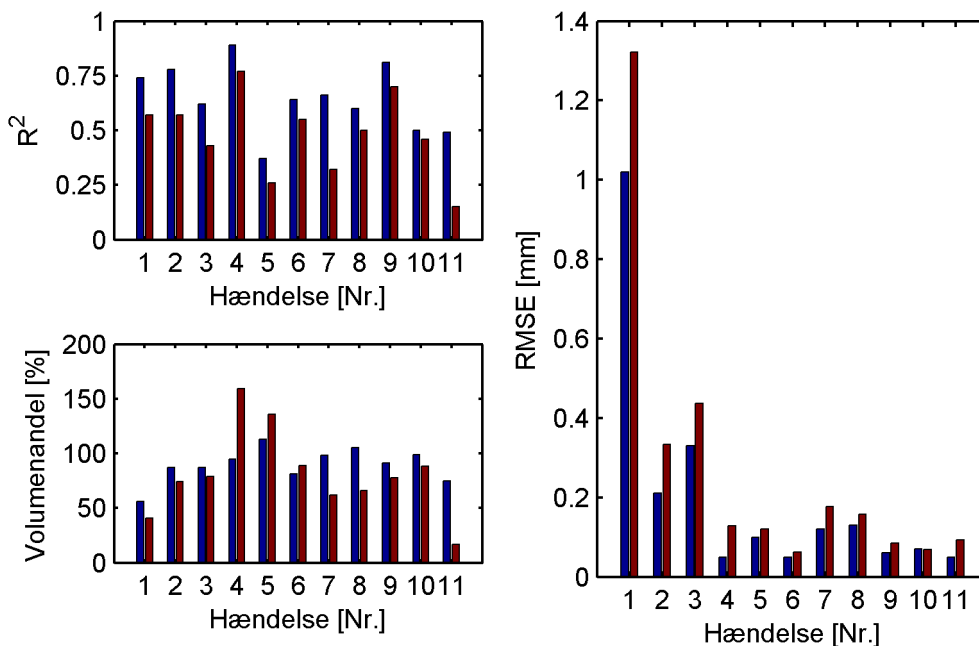 1
0.75
0.5
0.25
0
R2
1 2 3 4 5 6 7 8 9 10 11
Hændelse [Nr.]
200
150
100
50
0
Volumenandel [%]
1 2 3 4 5 6 7 8 9 10 11
Hændelse [Nr.]
1.4
1.2
1
0.8
0.6
0.4
0.2
0
RMSE [mm]
1 2 3 4 5 6 7 8 9 10 11
Hændelse [Nr.]